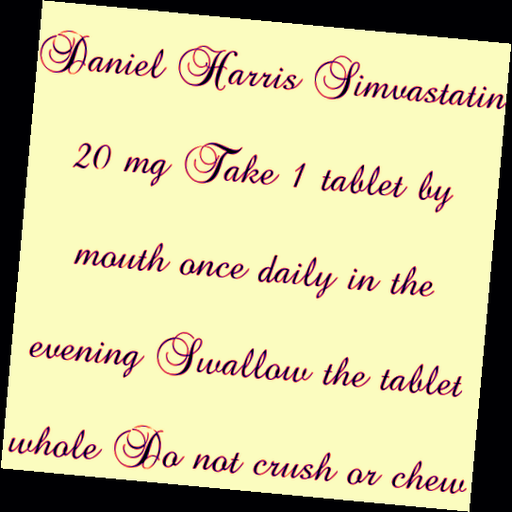 Daniel Harris Simvastatin
20 mg Take 1 tablet by
mouth once daily in the
evening Swallow the tablet
whole Do not crush or chew